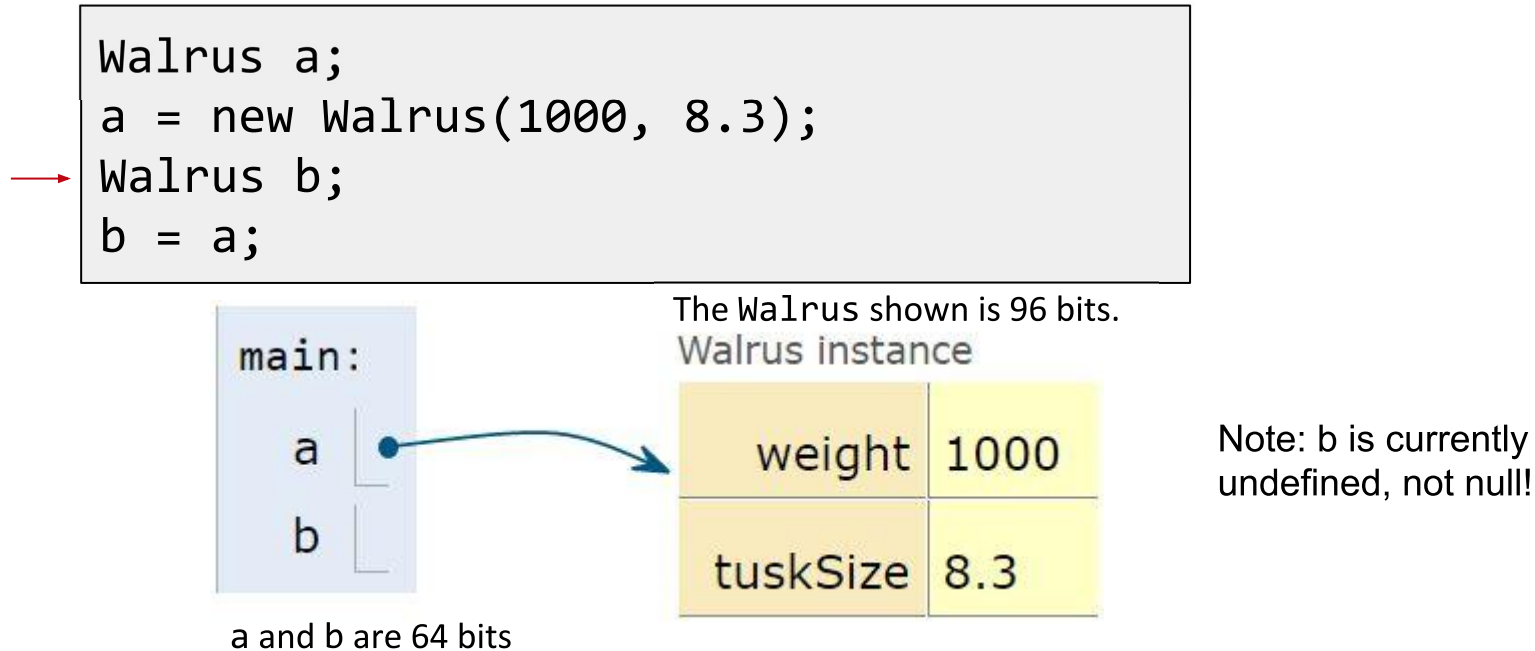 Walrus a;
a = new Walrus(1000, 8.3);
Walrus b;
b = a;
The Walrus shown is 96 bits.
Walrus instance
main:
a
b
weight 1000
tuskSize 8.3
Note: b is currently
undefined, not null!
a and b are 64 bits